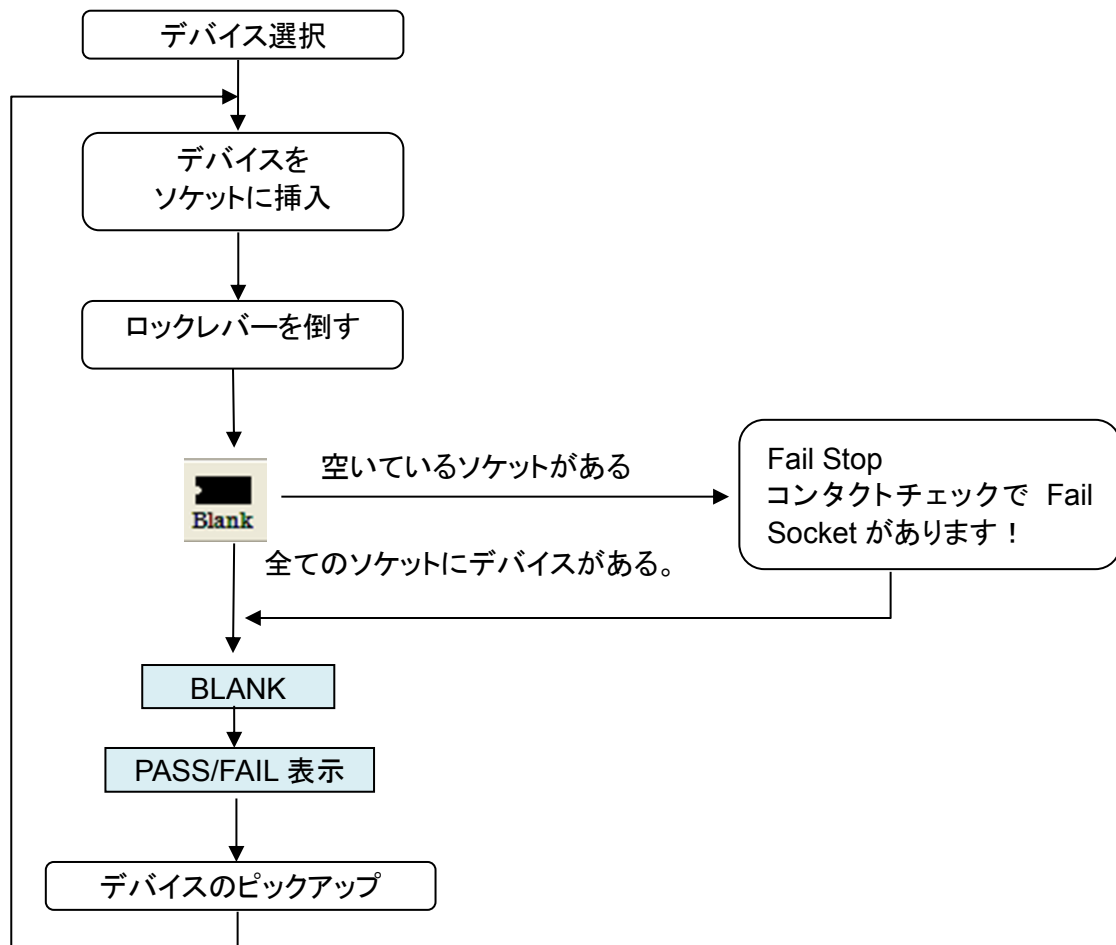 デバイス選択
デバイスを
ソケットに挿入
ロックレバーを倒す
Blank
空いているソケットがある
Fail Stop
コンタクトチェックで Fail
Socket があります！
全てのソケットにデバイスがある。
BLANK
PASS/FAIL 表示
デバイスのピックアップ